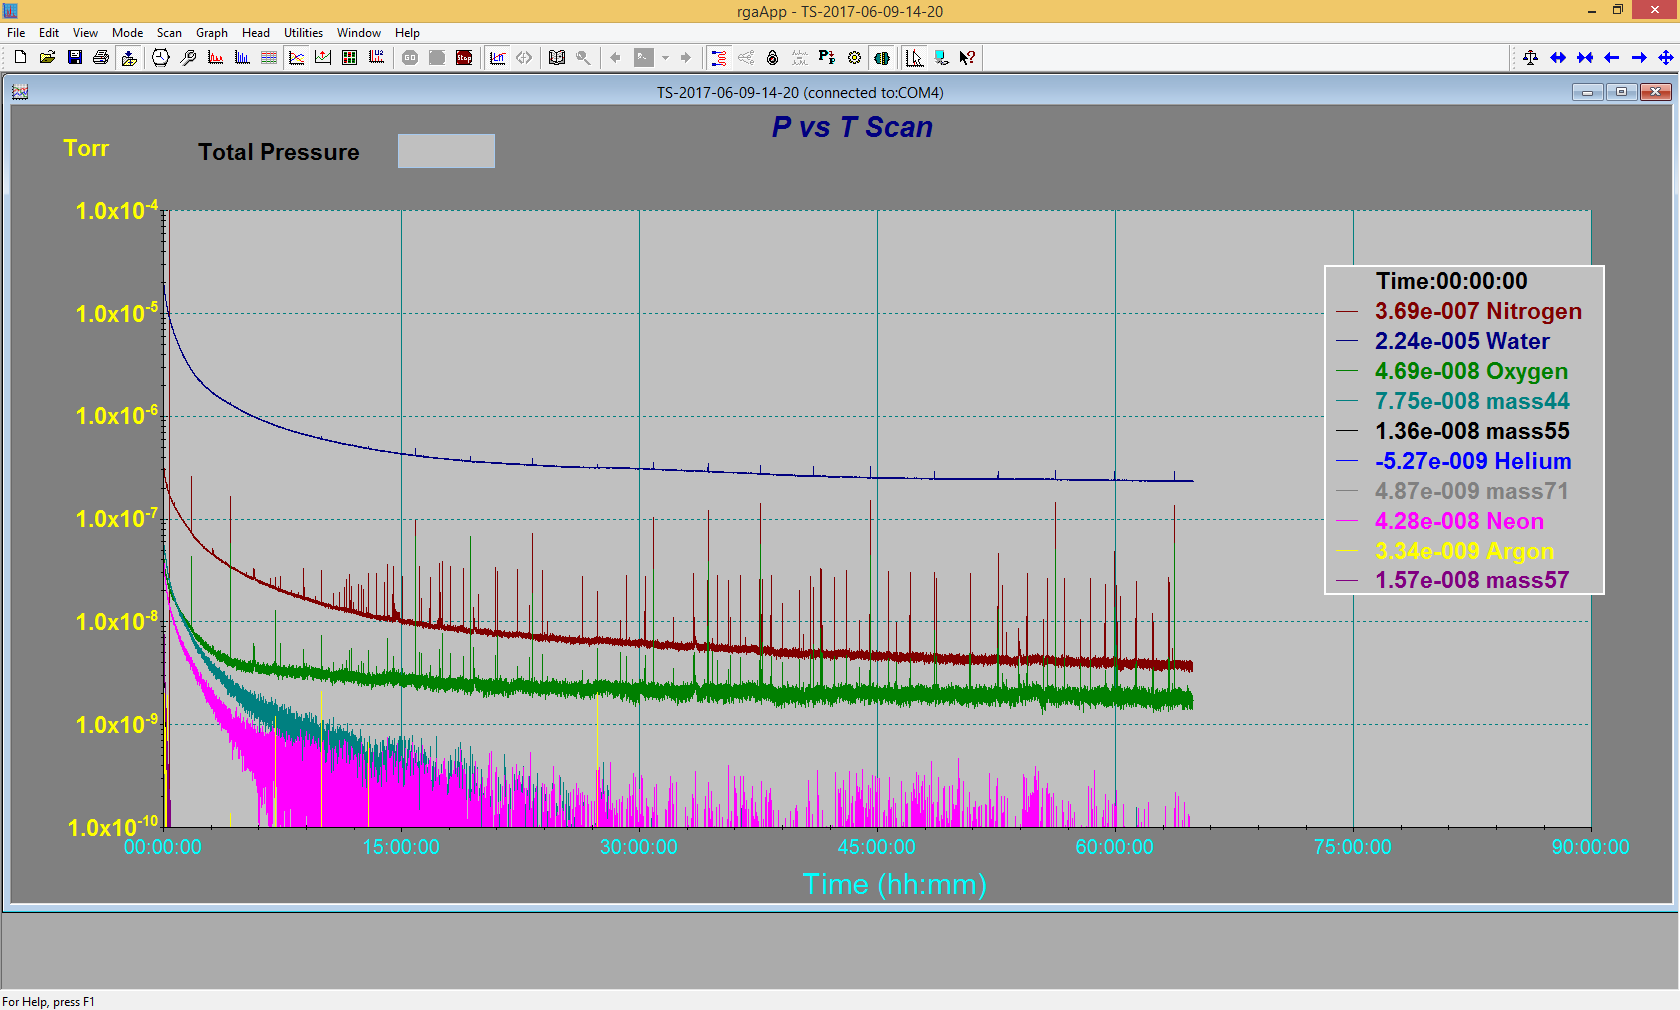 rgaApp - TS-2017-06-09-14-20
File Edit View Mode Scan Graph Head Utilities Window Help
GO Stop
TS-2017-06-09-14-20 (connected to:COM4)
P vs T Scan
Torr
Total Pressure
1.0x10-4
1.0x10-5
1.0x10-6
1.0x10-7
1.0x10-8
1.0x10-9
1.0x10-10
Time:00:00:00
3.69e-007 Nitrogen
2.24e-005 Water
4.69e-008 Oxygen
7.75e-008 mass44
1.36e-008 mass55
-5.27e-009 Helium
4.87e-009 mass71
4.28e-008 Neon
3.34e-009 Argon
1.57e-008 mass57
00:00:00 15:00:00 30:00:00 45:00:00 60:00:00 75:00:00 90:00:00
Time (hh:mm)
For Help, press F1